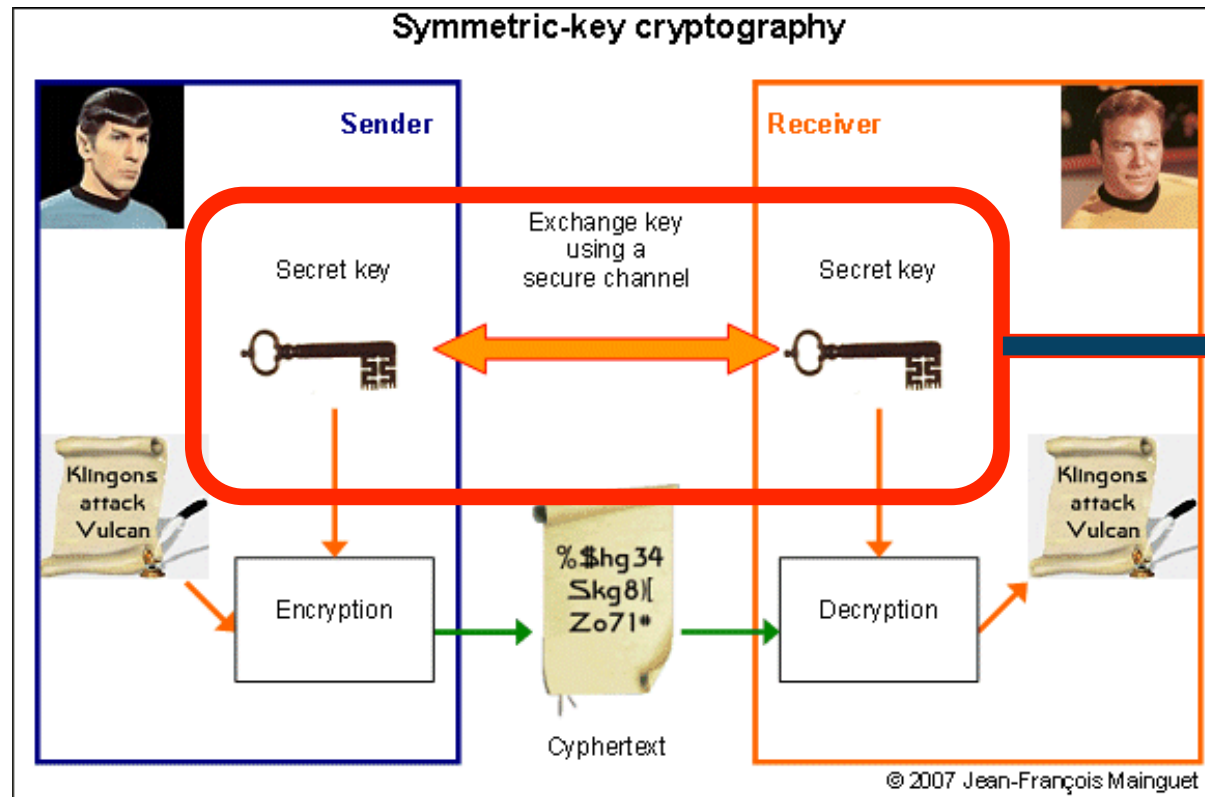 Symmetric-key cryptography
Sender
Receiver
Exchange key
using a
secure channel
Secret key
Secret key
Klingons
attack
Vulcan
Klingons
attack
Vulcan
%$hg34
Skg8)[
Zo71*
Encryption
Decryption
Cyphertext
© 2007 Jean-François Mainguet